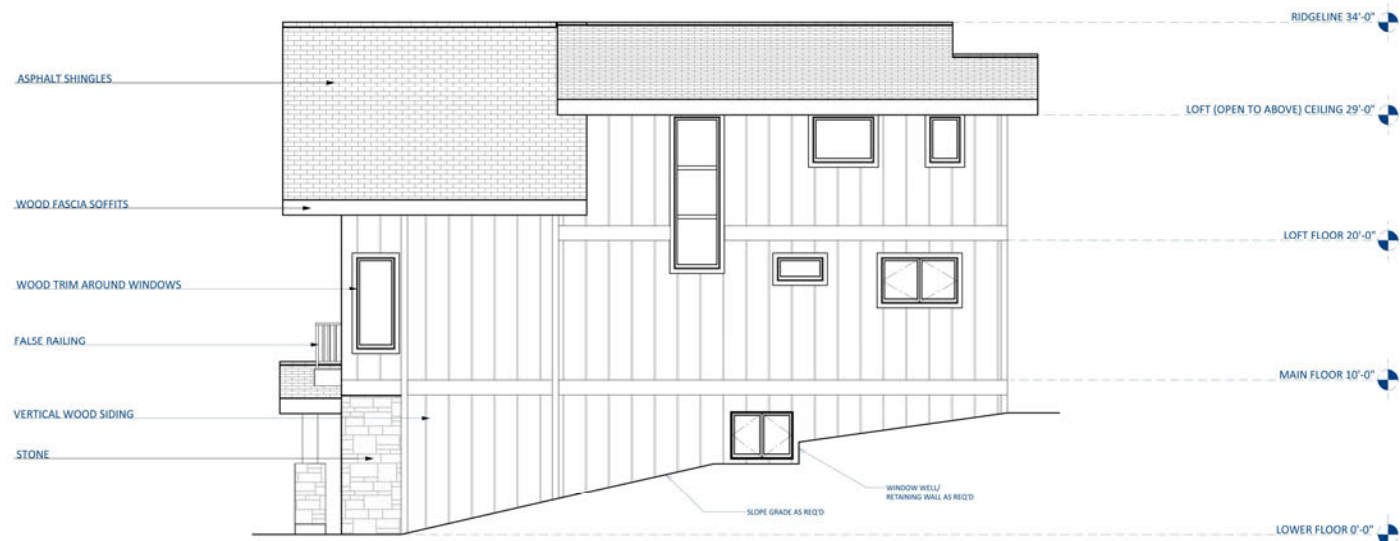 RIDGELINE 34'-0"
ASPHALT SHINGLES
LOFT (OPEN TO ABOVE) CEILING 29'-0"
WOOD FASCIA SOFFITS
LOFT FLOOR 20'-0"
WOOD TRIM AROUND WINDOWS
FALSE RAILING
MAIN FLOOR 10'-0"
VERTICAL WOOD SIDING
STONE
WINDOW WELL/
RETAINING WALL AS REQ'D
SLOPE GRADE AS REQ'D
LOWER FLOOR 0'-0"